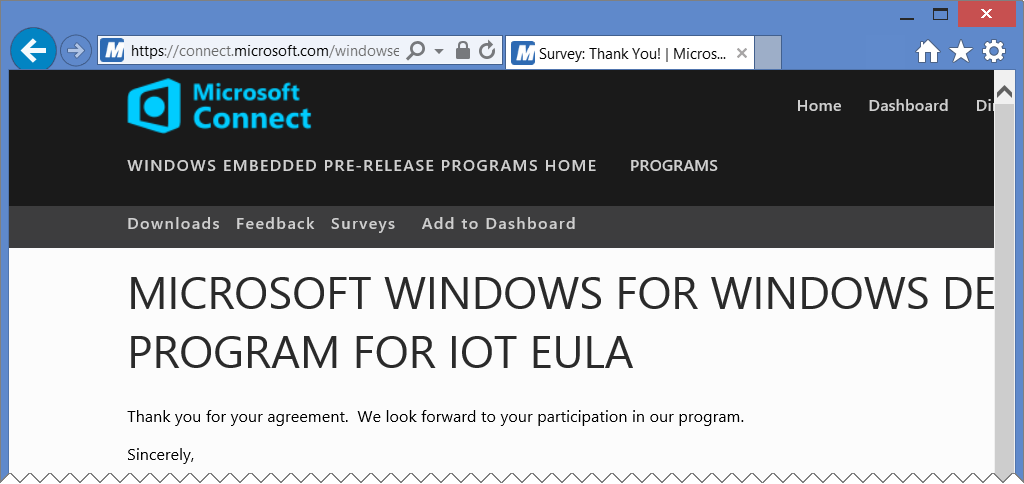 https://connect.microsoft.com/windowse
Survey: Thank You! | Micros...
Microsoft
Connect
Home Dashboard Di
WINDOWS EMBEDDED PRE-RELEASE PROGRAMS HOME PROGRAMS
Downloads Feedback Surveys Add to Dashboard
MICROSOFT WINDOWS FOR WINDOWS DE
PROGRAM FOR IOT EULA
Thank you for your agreement.  We look forward to your participation in our program.
Sincerely,